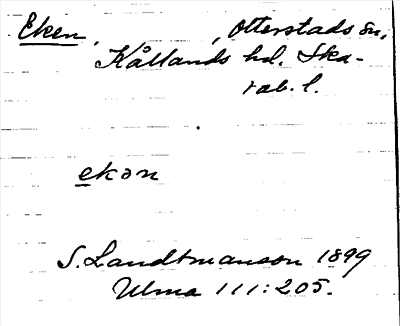 Eken, , Otterstads sn,
Kållands hd. Ska-
rab. l.
ekən
S. Landtmanson 1899
Ulma 111:205.